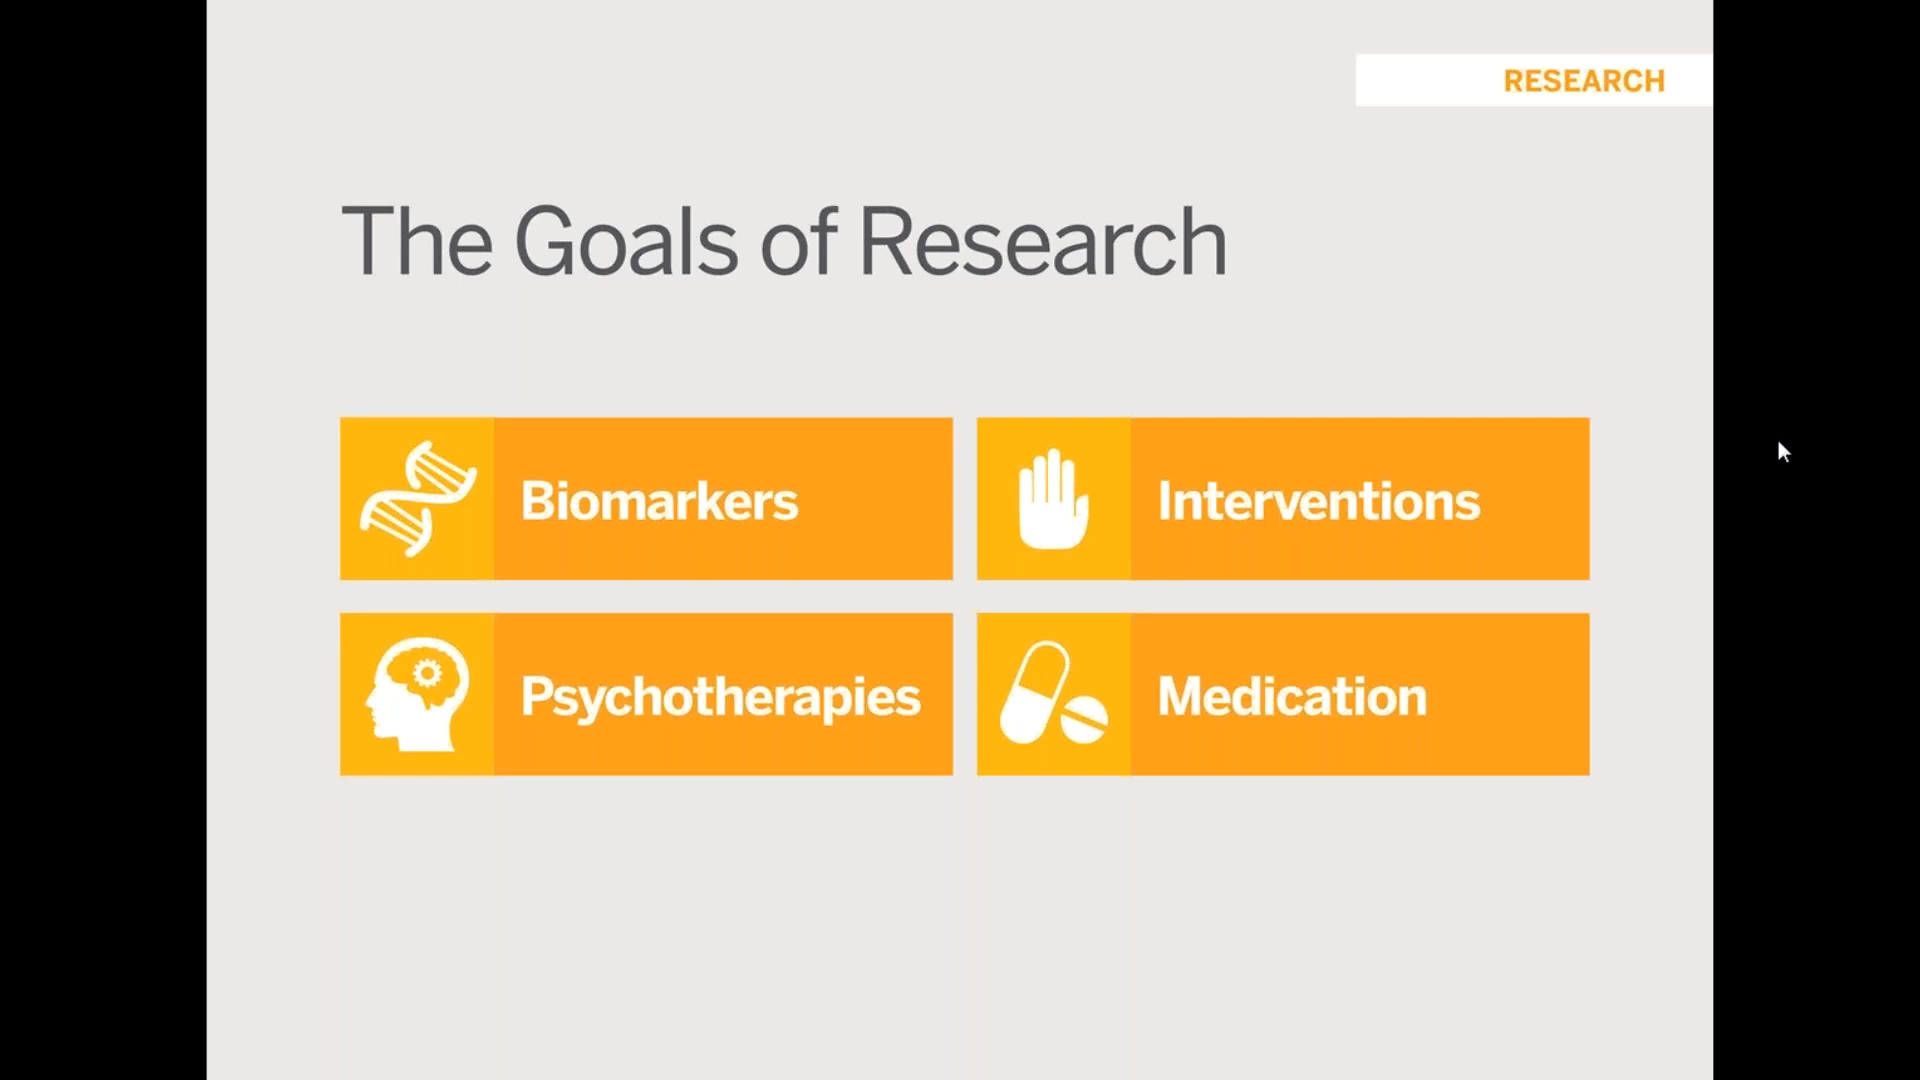 RESEARCH
The Goals of Research
Biomarkers
Interventions
Psychotherapies
Medication